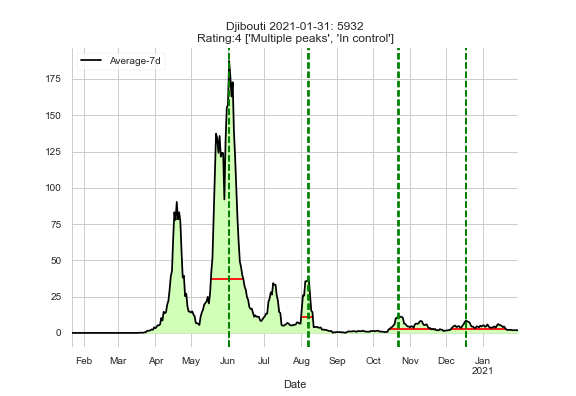 Djibouti 2021-01-31: 5932
Rating:4 ['Multiple peaks', 'In control']
Average-7d
175
150
125
100
75
50
25
0
Feb Mar Apr May Jun Jul Aug Sep Oct Nov Dec Jan
2021
Date